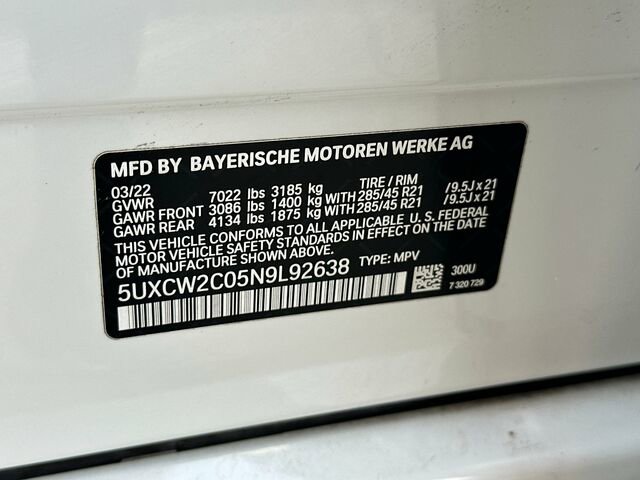 MFD BY BAYERISCHE MOTOREN WERKE AG
03/22 TIRE / RIM
GVWR 7022 lbs 3185 kg
GAWR FRONT 3086 lbs 1400 kg WITH 285/45 R21 /9.5J x 21
GAWR REAR 4134 lbs 1875 kg WITH 285/45 R21 /9.5J x 21
THIS VEHICLE CONFORMS TO ALL APPLICABLE U.S. FEDERAL
MOTOR VEHICLE SAFETY STANDARDS IN EFFECT ON THE DATE
OF MANUFACTURE SHOWN ABOVE.
5UXCW2C05N9L92638 TYPE: MPV
300U
7 320 729